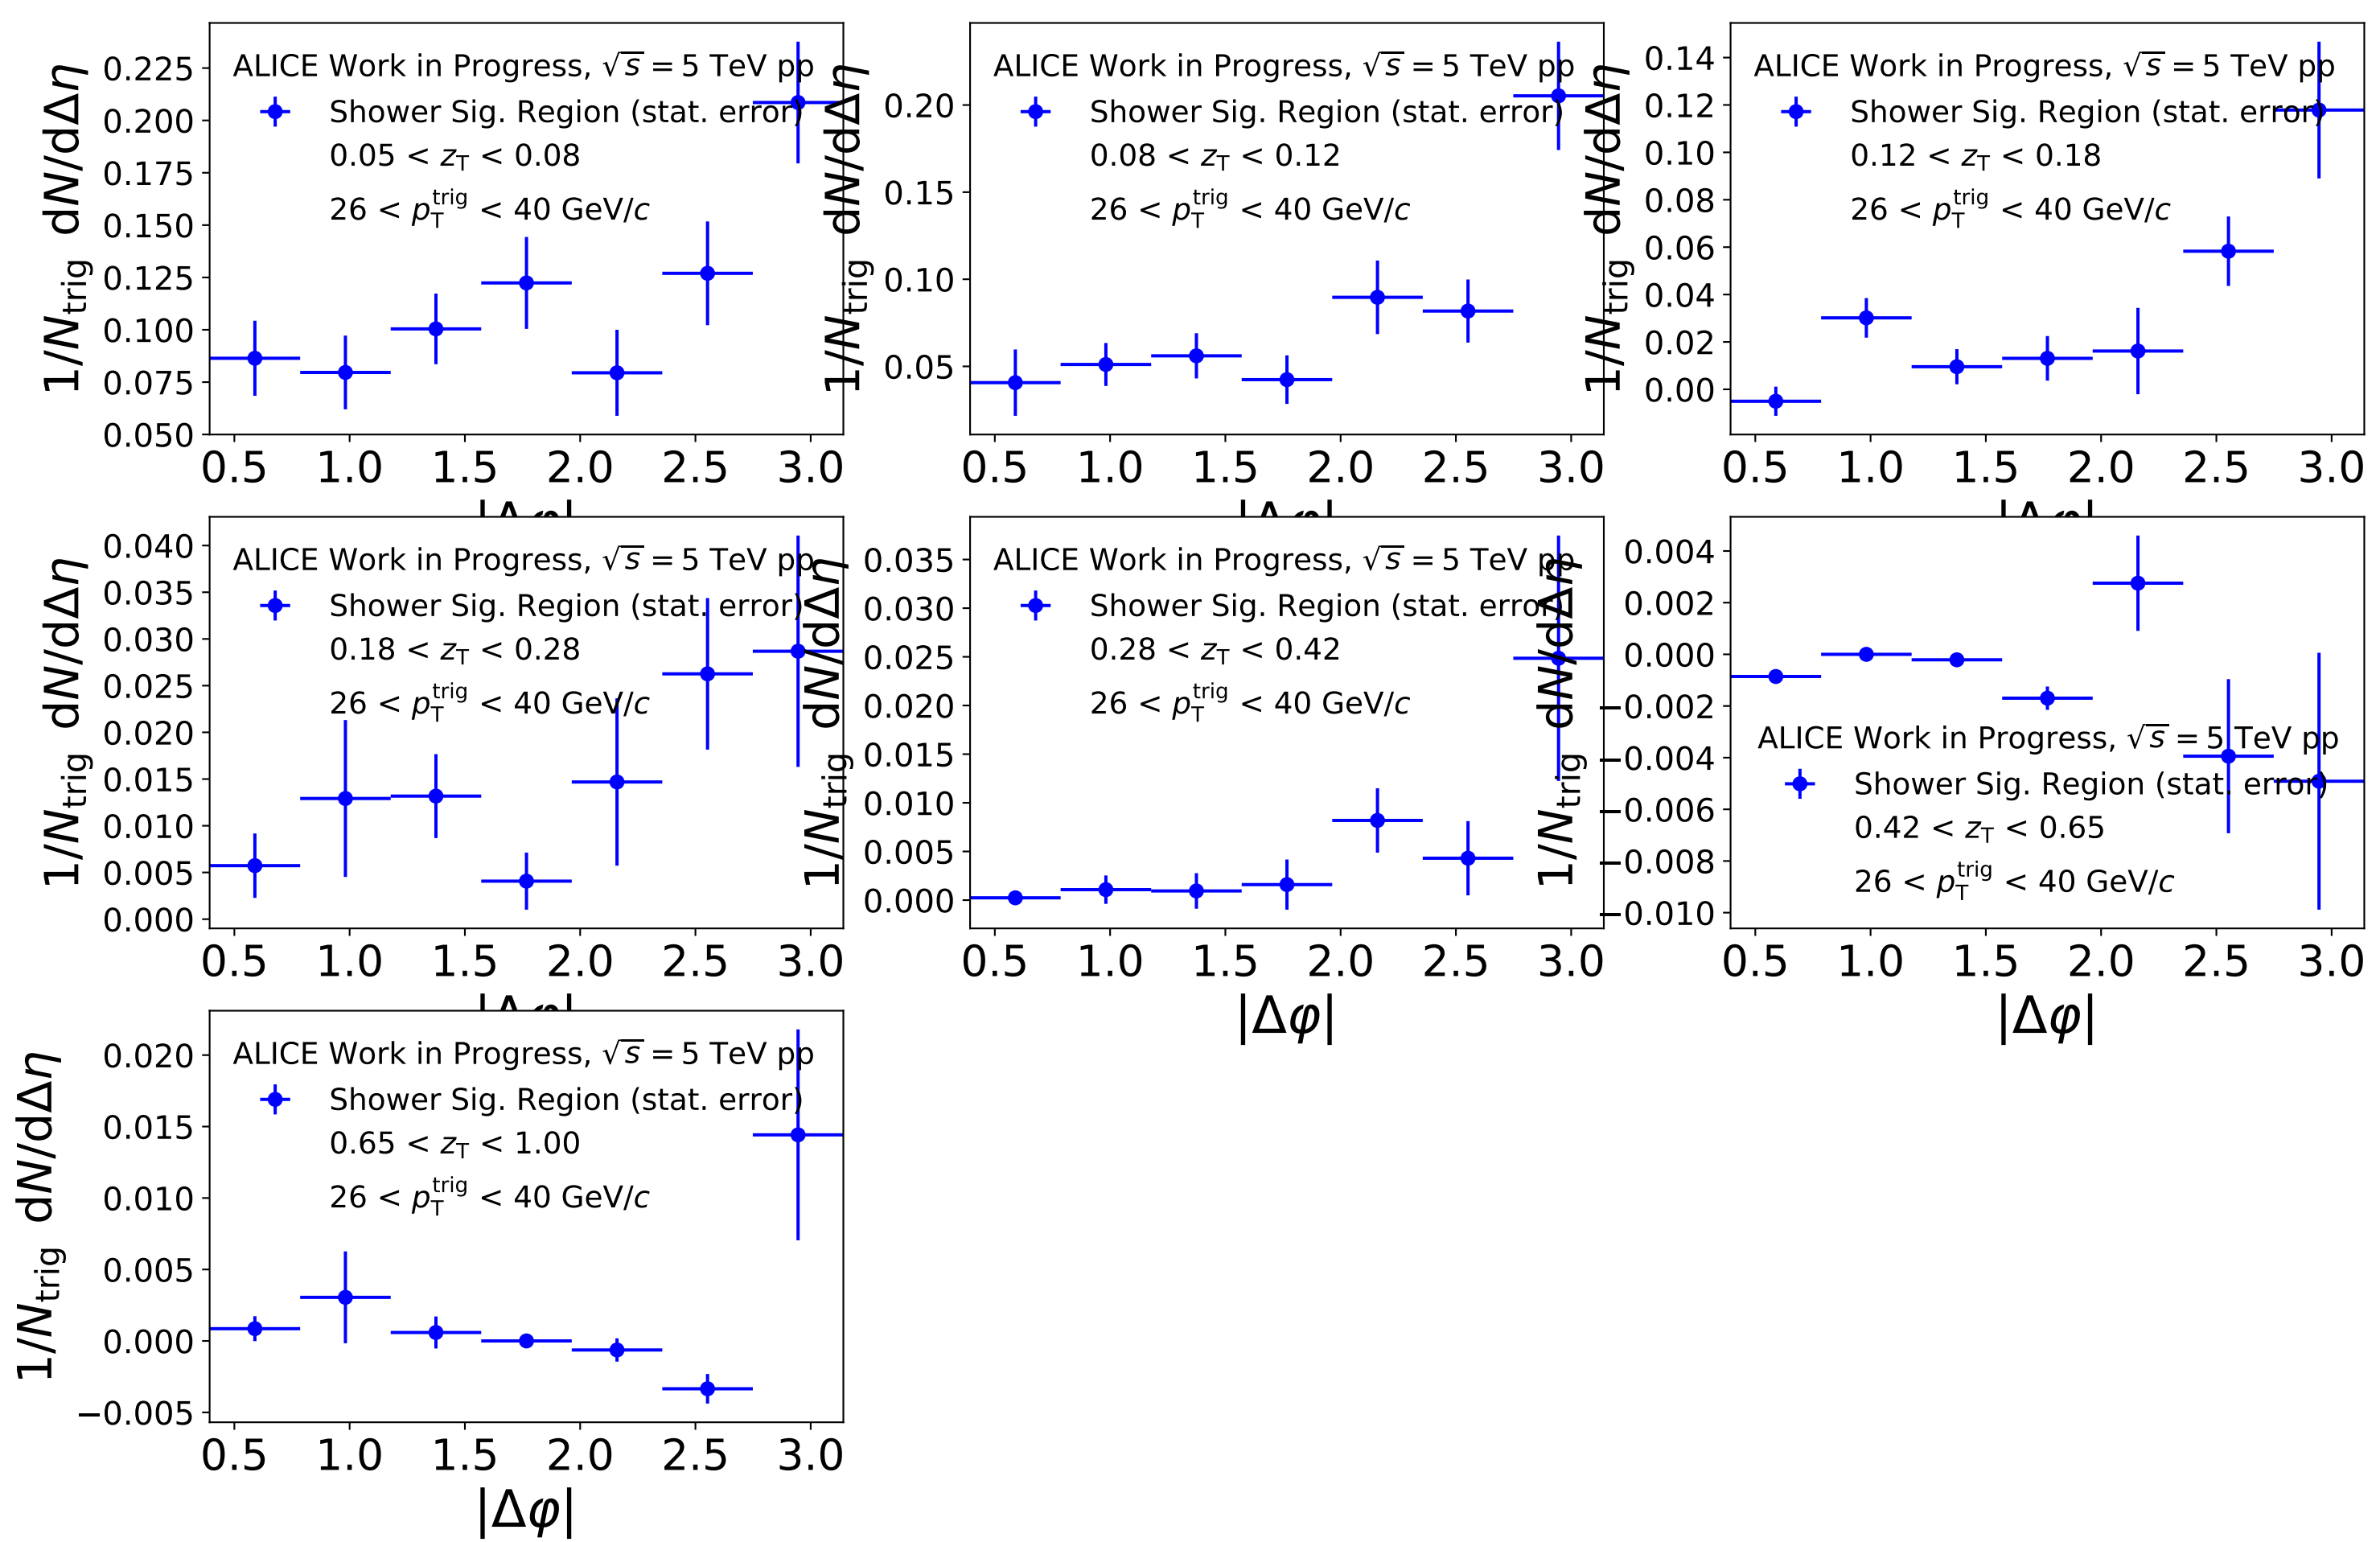 1/N_trig dN/dΔη
0.225
0.200
0.175
0.150
0.125
0.100
0.075
0.050
ALICE Work in Progress, √s = 5 TeV pp
Shower Sig. Region (stat. error)
0.05 < z_T < 0.08
26 < p_T^trig < 40 GeV/c
0.5 1.0 1.5 2.0 2.5 3.0
|Δφ|
1/N_trig dN/dΔη
0.20
0.15
0.10
0.05
ALICE Work in Progress, √s = 5 TeV pp
Shower Sig. Region (stat. error)
0.08 < z_T < 0.12
26 < p_T^trig < 40 GeV/c
0.5 1.0 1.5 2.0 2.5 3.0
|Δφ|
1/N_trig dN/dΔη
0.14
0.12
0.10
0.08
0.06
0.04
0.02
0.00
ALICE Work in Progress, √s = 5 TeV pp
Shower Sig. Region (stat. error)
0.12 < z_T < 0.18
26 < p_T^trig < 40 GeV/c
0.5 1.0 1.5 2.0 2.5 3.0
|Δφ|
1/N_trig dN/dΔη
0.040
0.035
0.030
0.025
0.020
0.015
0.010
0.005
0.000
ALICE Work in Progress, √s = 5 TeV pp
Shower Sig. Region (stat. error)
0.18 < z_T < 0.28
26 < p_T^trig < 40 GeV/c
0.5 1.0 1.5 2.0 2.5 3.0
|Δφ|
1/N_trig dN/dΔη
0.035
0.030
0.025
0.020
0.015
0.010
0.005
0.000
ALICE Work in Progress, √s = 5 TeV pp
Shower Sig. Region (stat. error)
0.28 < z_T < 0.42
26 < p_T^trig < 40 GeV/c
0.5 1.0 1.5 2.0 2.5 3.0
|Δφ|
1/N_trig dN/dΔη
0.004
0.002
0.000
−0.002
−0.004
−0.006
−0.008
−0.010
ALICE Work in Progress, √s = 5 TeV pp
Shower Sig. Region (stat. error)
0.42 < z_T < 0.65
26 < p_T^trig < 40 GeV/c
0.5 1.0 1.5 2.0 2.5 3.0
|Δφ|
1/N_trig dN/dΔη
0.020
0.015
0.010
0.005
0.000
−0.005
ALICE Work in Progress, √s = 5 TeV pp
Shower Sig. Region (stat. error)
0.65 < z_T < 1.00
26 < p_T^trig < 40 GeV/c
0.5 1.0 1.5 2.0 2.5 3.0
|Δφ|